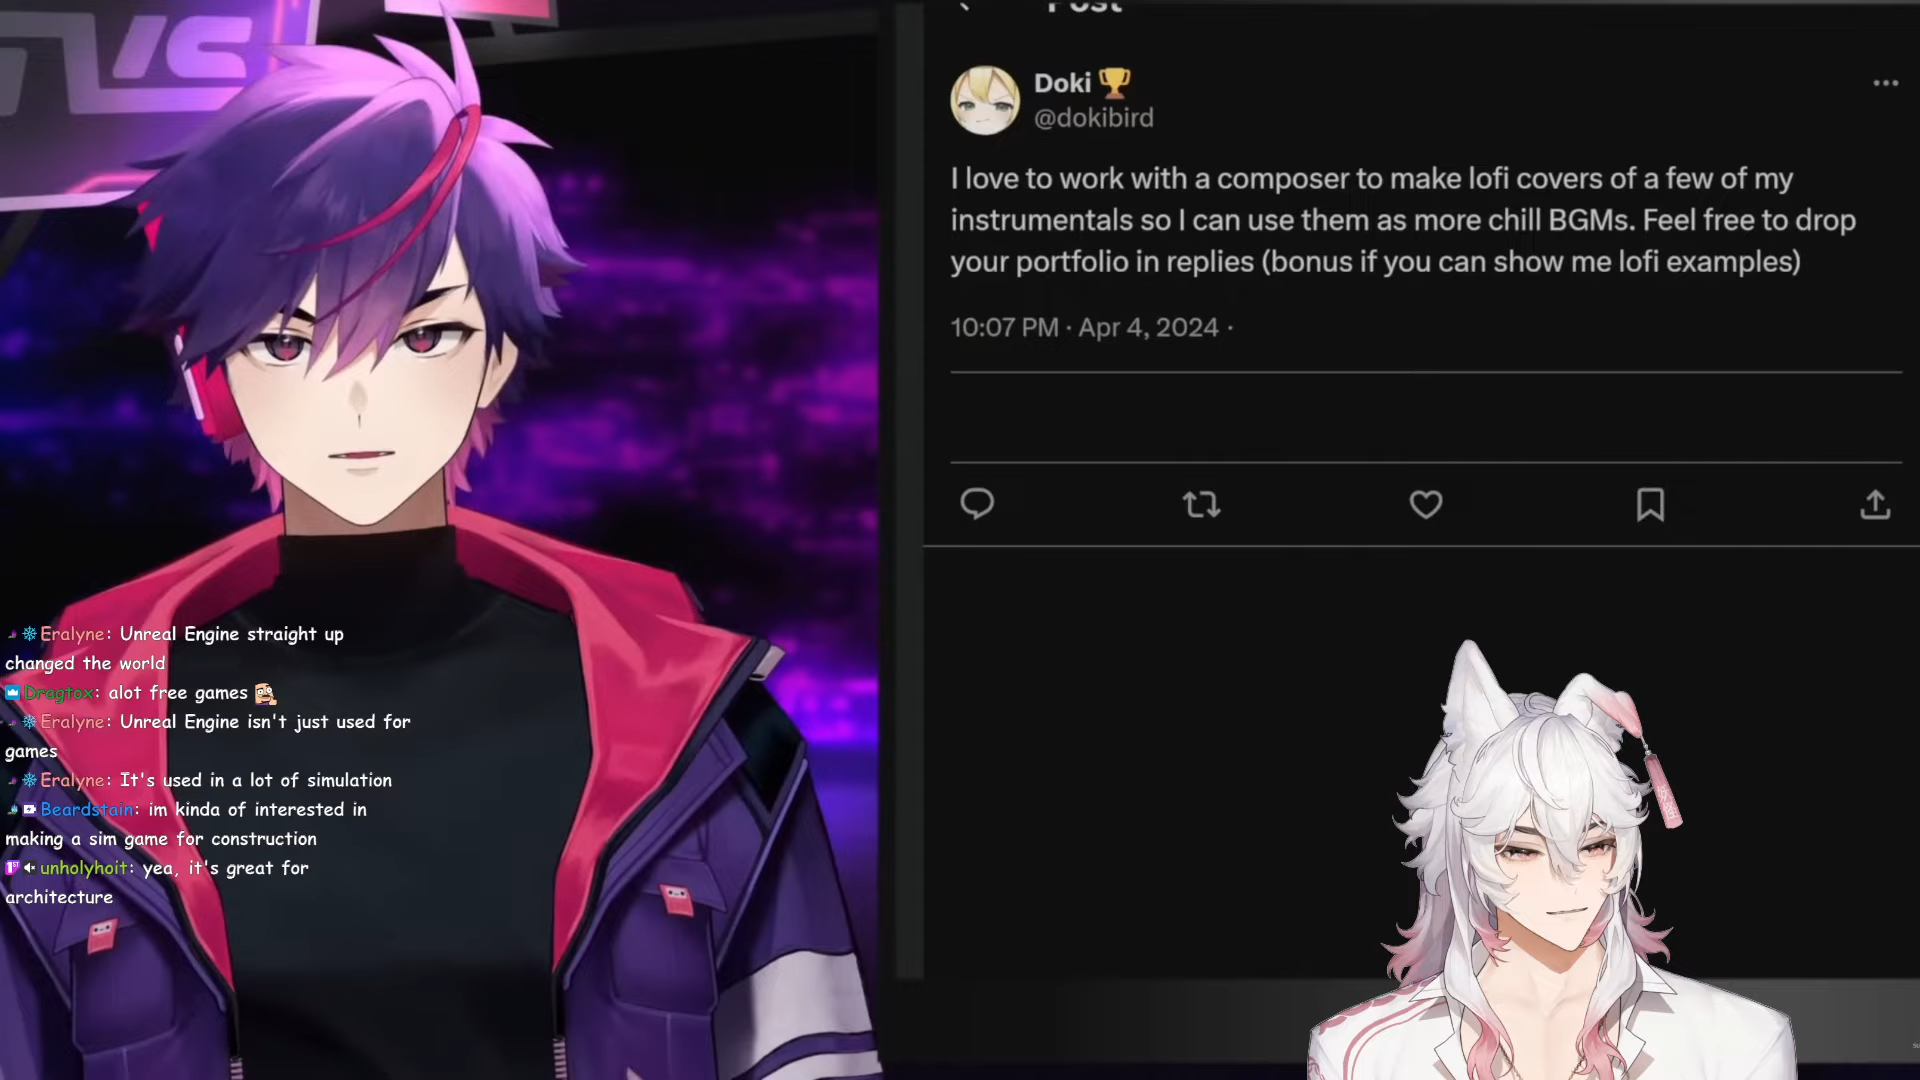 Post
Doki 🏆
@dokibird
I love to work with a composer to make lofi covers of a few of my
instrumentals so I can use them as more chill BGMs. Feel free to drop
your portfolio in replies (bonus if you can show me lofi examples)
10:07 PM · Apr 4, 2024 ·
Eralyne: Unreal Engine straight up
changed the world
Dragtox: alot free games
Eralyne: Unreal Engine isn't just used for
games
Eralyne: It's used in a lot of simulation
Beardstain: im kinda of interested in
making a sim game for construction
unholyhoit: yea, it's great for
architecture